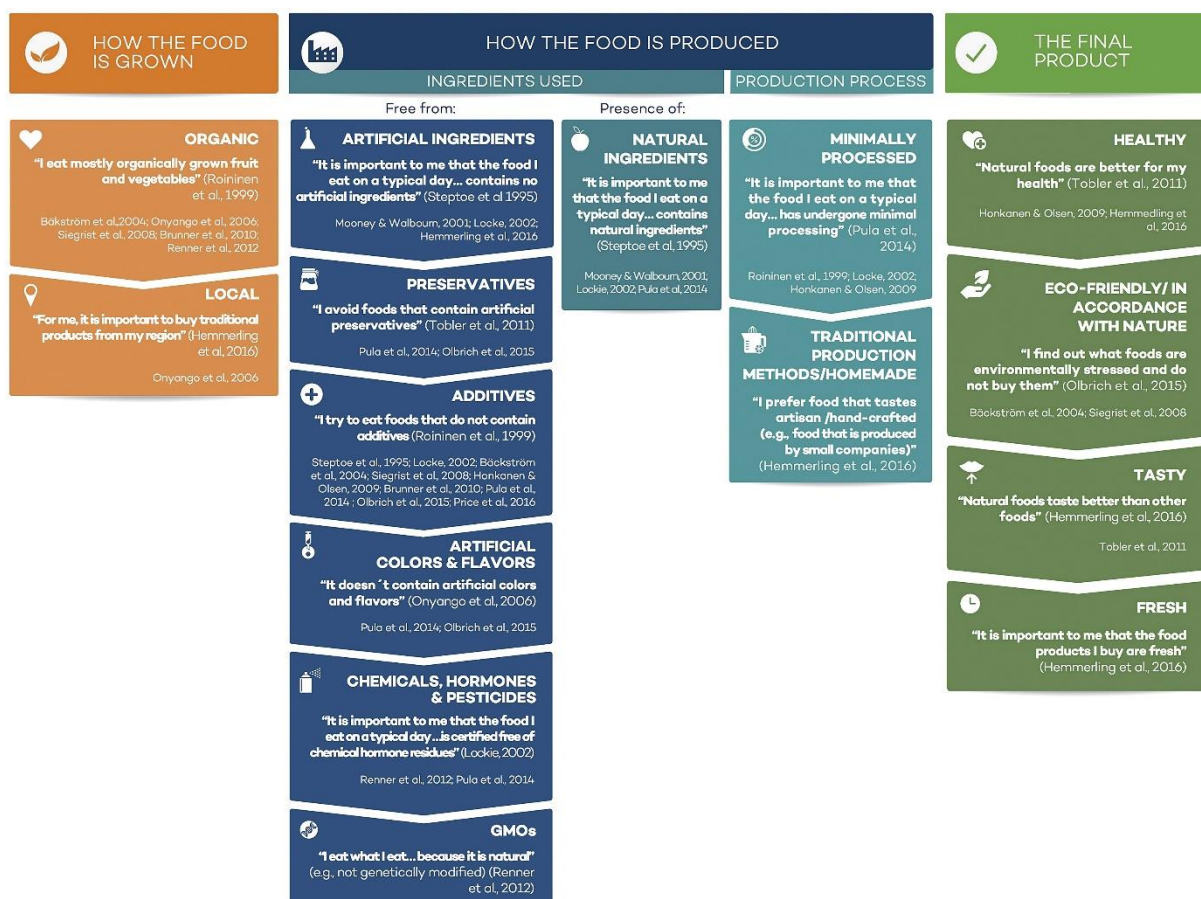 HOW THE FOOD
IS GROWN
ORGANIC
“I eat mostly organically grown fruit
and vegetables” (Roininen
et al., 1999)
Bäkström et al.,2004; Onyango et al., 2006;
Siegrist et al., 2008; Brunner et al., 2010;
Renner et al., 2012
LOCAL
“For me, it is important to buy traditional
products from my region” (Hemmerling
et al., 2016)
Onyango et al., 2006
HOW THE FOOD IS PRODUCED
INGREDIENTS USED
PRODUCTION PROCESS
Free from:
ARTIFICIAL INGREDIENTS
“It is important to me that the food I
eat on a typical day... contains no
artificial ingredients” (Steptoe et al 1995)
Mooney & Walbourn, 2001; Locke, 2002;
Hemmerling et al., 2016
PRESERVATIVES
“I avoid foods that contain artificial
preservatives” (Tobler et al., 2011)
Pula et al., 2014; Olbrich et al., 2015
ADDITIVES
“I try to eat foods that do not contain
additives (Roininen et al., 1999)
Steptoe et al., 1995; Locke, 2002; Bäckström
et al., 2004; Siegrist et al., 2008; Honkanen &
Olsen, 2009; Brunner et al., 2010; Pula et al.,
2014 ; Olbrich et al., 2015; Price et al., 2016
ARTIFICIAL
COLORS & FLAVORS
“It doesn´t contain artificial colors
and flavors” (Onyango et al., 2006)
Pula et al., 2014; Olbrich et al., 2015
CHEMICALS, HORMONES
& PESTICIDES
“It is important to me that the food I
eat on a typical day ...is certified free of
chemical hormone residues” (Lockie, 2002)
Renner et al., 2012; Pula et al., 2014
GMOs
“I eat what I eat... because it is natural”
(e.g., not genetically modified) (Renner
et al., 2012)
Presence of:
NATURAL
INGREDIENTS
“It is important to me
that the food I eat on a
typical day... contains
natural ingredients”
(Steptoe et al. 1995)
Mooney & Walbourn, 2001;
Lockie, 2002; Pula et al., 2014
MINIMALLY
PROCESSED
“It is important to me that
the food I eat on a typical
day... has undergone minimal
processing” (Pula et al.,
2014)
Roininen et al., 1999; Locke, 2002;
Honkanen & Olsen, 2009
TRADITIONAL
PRODUCTION
METHODS/HOMEMADE
“I prefer food that tastes
artisan /hand-crafted
(e.g., food that is produced
by small companies)”
(Hemmerling et al., 2016)
THE FINAL
PRODUCT
HEALTHY
“Natural foods are better for my
health” (Tobler et al., 2011)
Honkanen & Olsen, 2009; Hemmedling et
al, 2016
ECO-FRIENDLY/ IN
ACCORDANCE
WITH NATURE
“I find out what foods are
environmentally stressed and do
not buy them” (Olbrich et al., 2015)
Bäckström et al., 2004; Siegrist et al., 2008
TASTY
“Natural foods taste better than other
foods” (Hemmerling et al., 2016)
Tobler et al., 2011
FRESH
“It is important to me that the food
products I buy are fresh”
(Hemmerling et al., 2016)